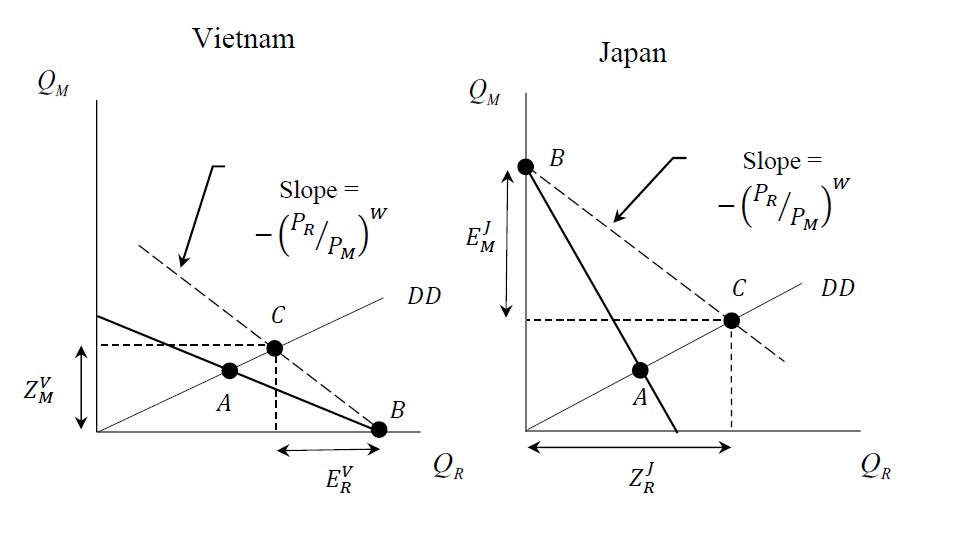 Vietnam
Q_M
Slope =
−(P_R/P_M)^W
DD
C
A
B
Z_M^V
E_R^V
Q_R
Japan
Q_M
B
Slope =
−(P_R/P_M)^W
E_M^J
C
DD
A
Z_R^J
Q_R